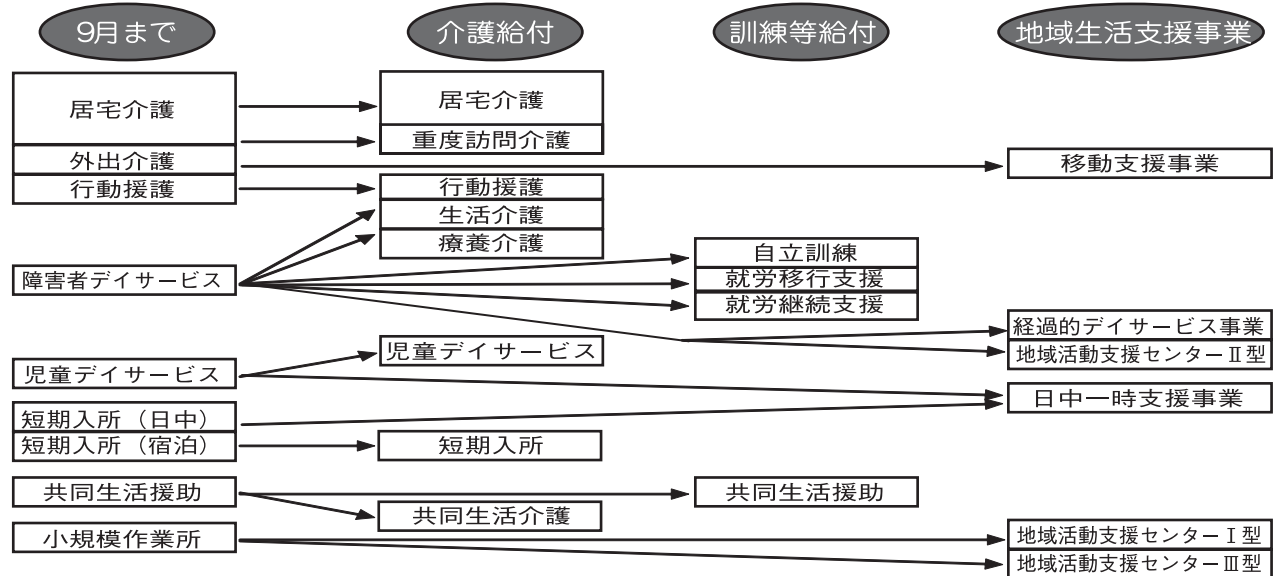 9月まで
介護給付
訓練等給付
地域生活支援事業
居宅介護
居宅介護
重度訪問介護
外出介護
移動支援事業
行動援護
行動援護
生活介護
療養介護
障害者デイサービス
自立訓練
就労移行支援
就労継続支援
経過的デイサービス事業
地域活動支援センターⅡ型
児童デイサービス
児童デイサービス
日中一時支援事業
短期入所（日中）
短期入所（宿泊）
短期入所
共同生活援助
共同生活援助
共同生活介護
小規模作業所
地域活動支援センターⅠ型
地域活動支援センターⅢ型